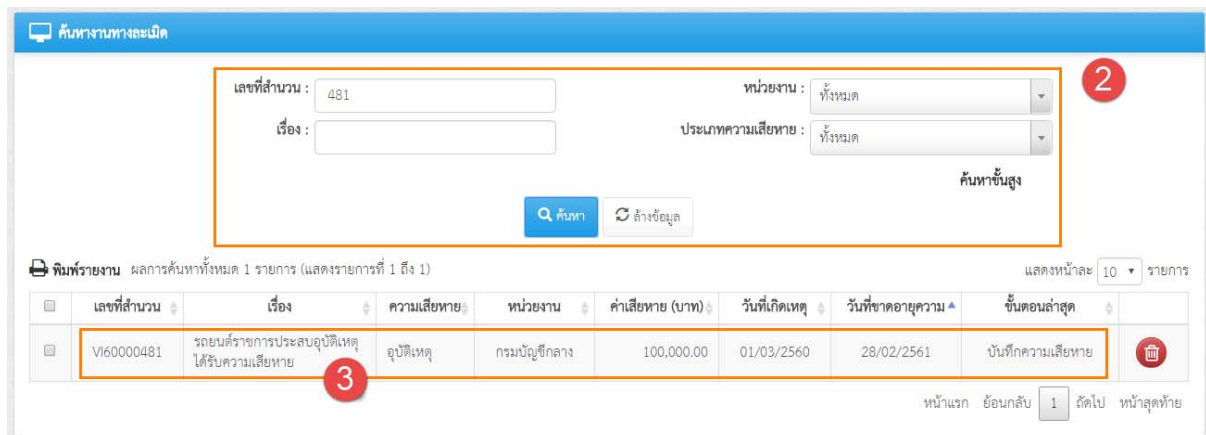 ค้นหางานทางละเมิด
เลขที่สำนวน : 481 หน่วยงาน : ทั้งหมด
2
เรื่อง : ประเภทความเสียหาย : ทั้งหมด
ค้นหาขั้นสูง
ค้นหา ล้างข้อมูล
พิมพ์รายงาน ผลการค้นหาทั้งหมด 1 รายการ (แสดงรายการที่ 1 ถึง 1) แสดงหน้าละ 10 รายการ
เลขที่สำนวน เรื่อง ความเสียหาย หน่วยงาน ค่าเสียหาย (บาท) วันที่เกิดเหตุ วันที่ขาดอายุความ ขั้นตอนล่าสุด
VI60000481 รถยนต์ราชการประสบอุบัติเหตุ อุบัติเหตุ กรมบัญชีกลาง 100,000.00 01/03/2560 28/02/2561 บันทึกความเสียหาย
ได้รับความเสียหาย
3
หน้าแรก ย้อนกลับ 1 ถัดไป หน้าสุดท้าย